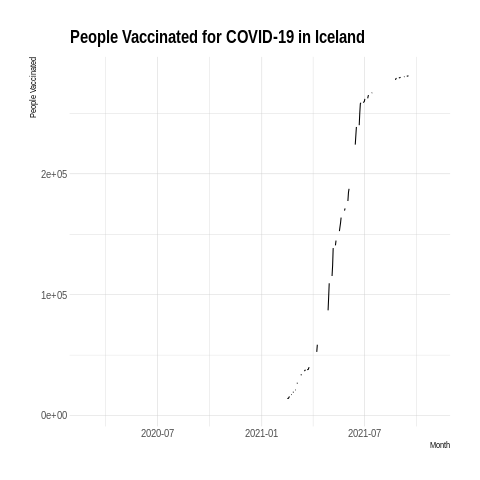 People Vaccinated for COVID-19 in Iceland
People Vaccinated
2e+05
1e+05
0e+00
2020-07
2021-01
2021-07
Month